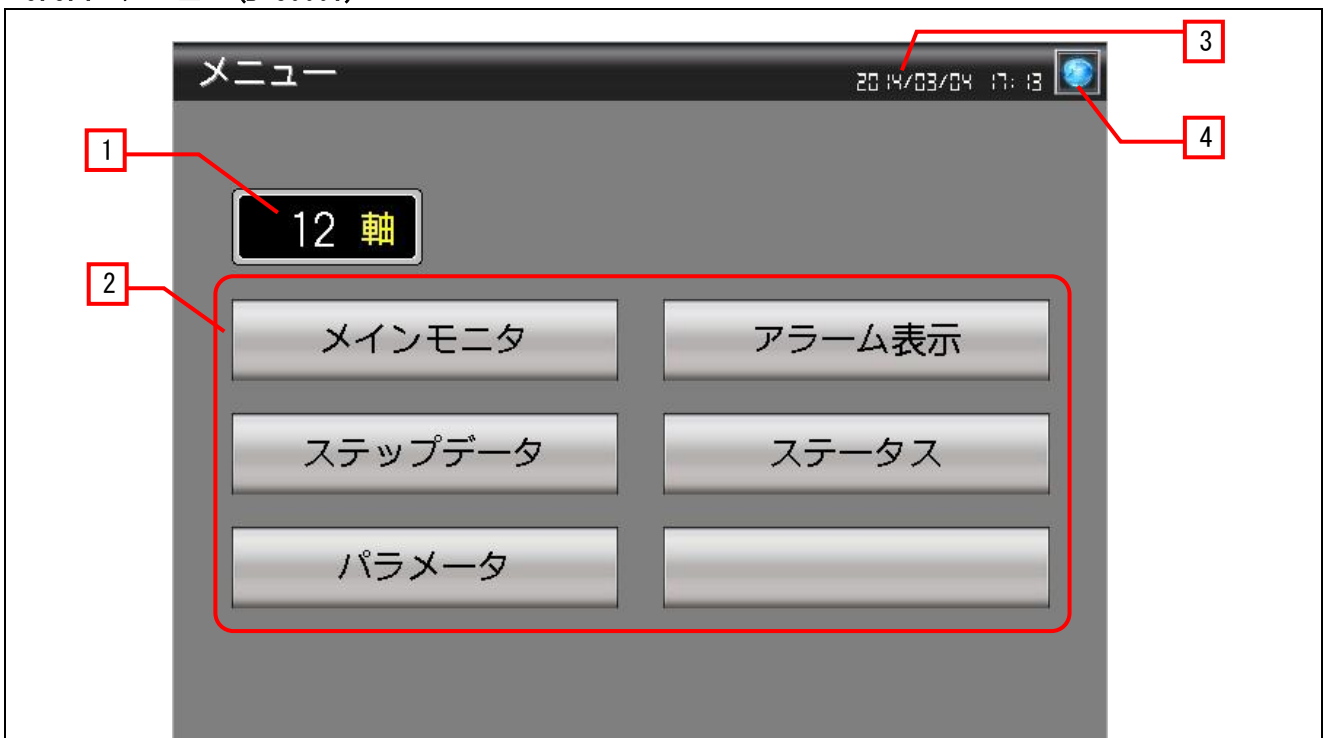 3
メニュー 2014/03/04 17:13
1
4
12 軸
2
メインモニタ アラーム表示
ステップデータ ステータス
パラメータ